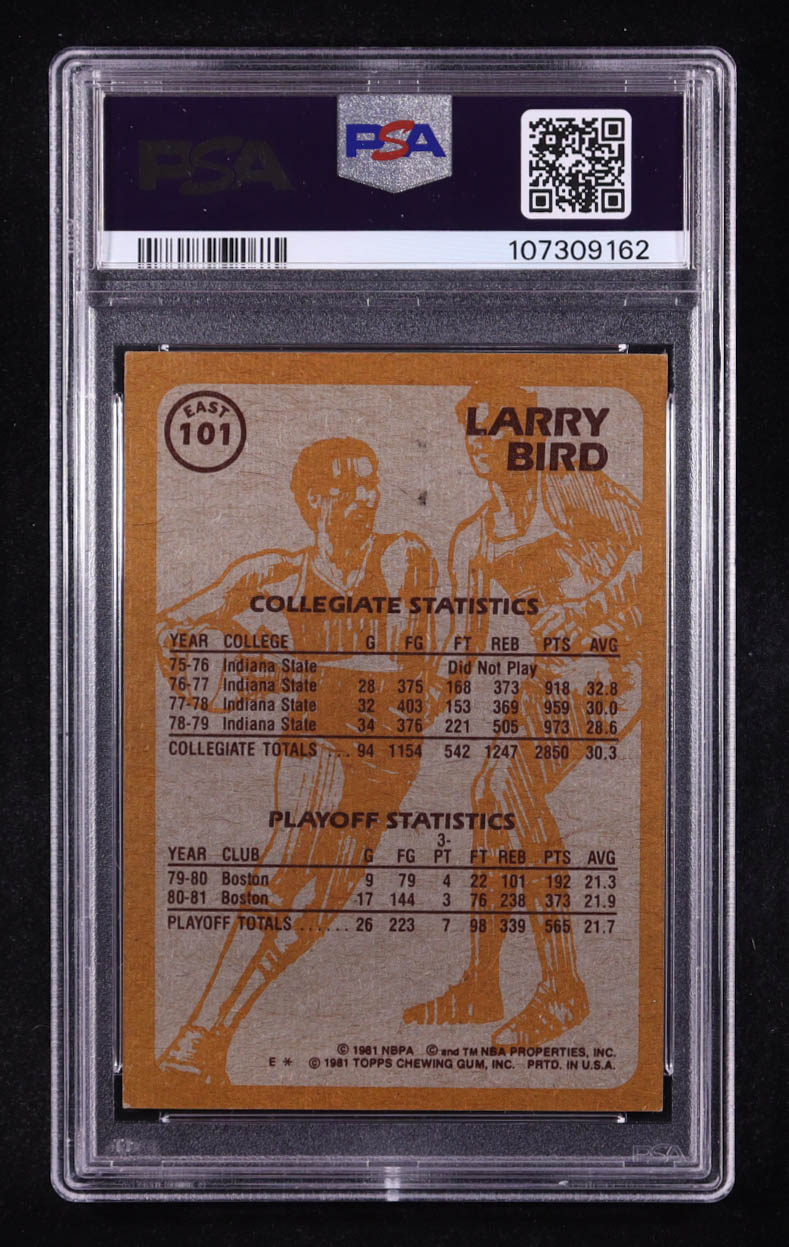 PSA PSA
107309162
EAST
101
LARRY
BIRD
COLLEGIATE STATISTICS
YEAR COLLEGE G FG FT REB PTS AVG
75-76 Indiana State Did Not Play
76-77 Indiana State 28 375 168 373 918 32.8
77-78 Indiana State 32 403 153 369 959 30.0
78-79 Indiana State 34 376 221 505 973 28.6
COLLEGIATE TOTALS ... 94 1154 542 1247 2850 30.3
PLAYOFF STATISTICS
YEAR CLUB G FG 3-PT FT REB PTS AVG
79-80 Boston 9 79 4 22 101 192 21.3
80-81 Boston 17 144 3 76 238 373 21.9
PLAYOFF TOTALS ...... 26 223 7 98 339 565 21.7
© 1981 NBPA © and TM NBA PROPERTIES, INC.
E * © 1981 TOPPS CHEWING GUM, INC. PRTD. IN U.S.A.
PSA